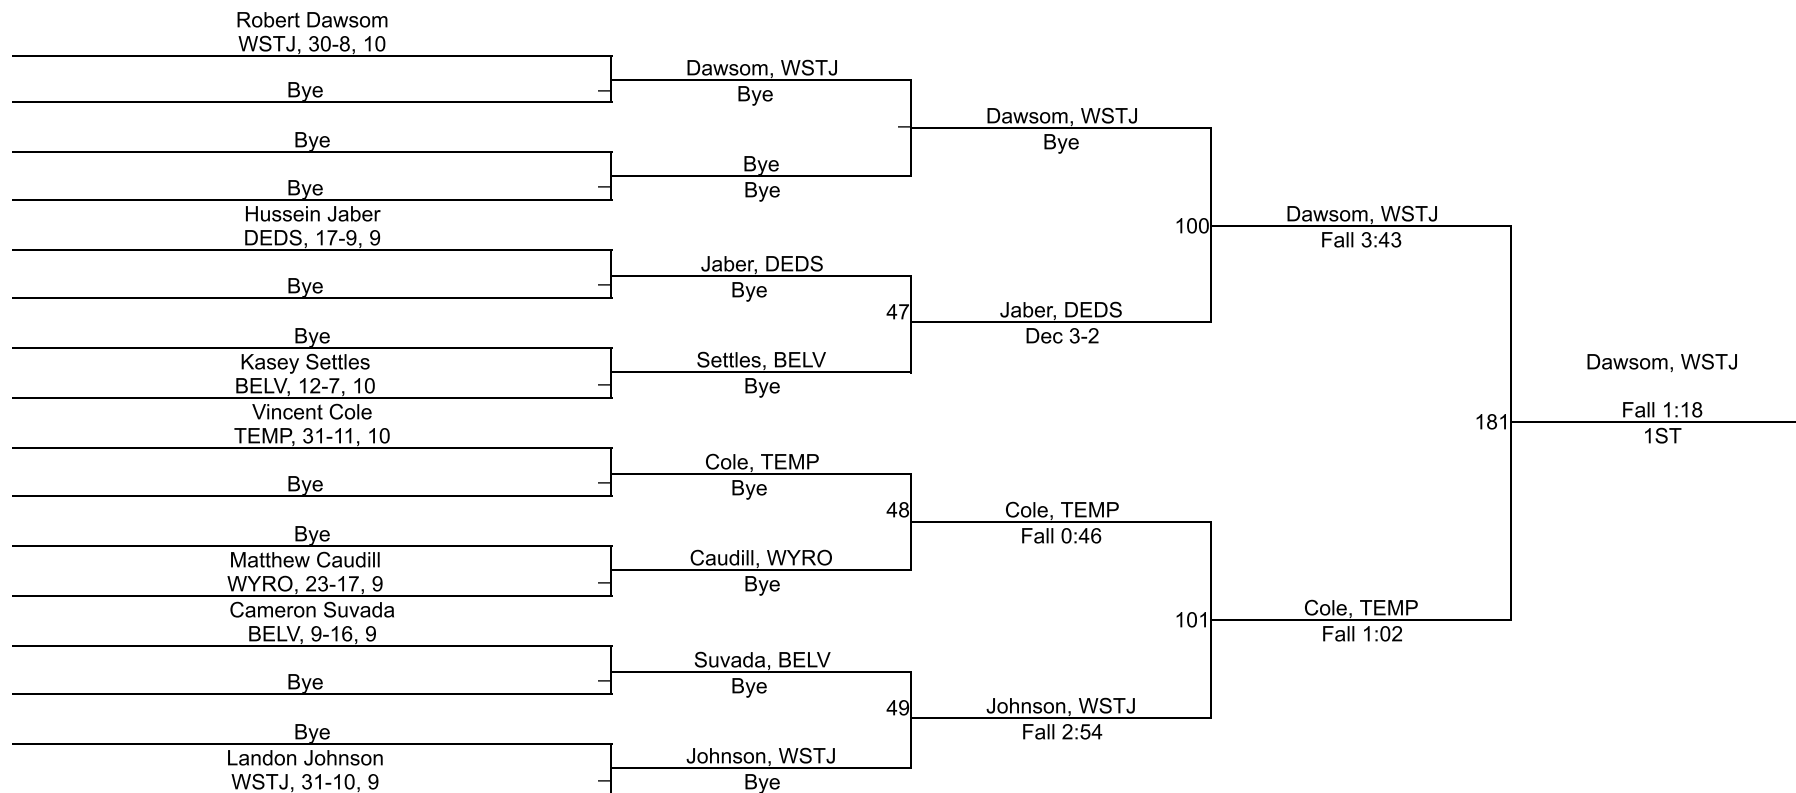 Robert Dawsom
WSTJ, 30-8, 10
Bye
Bye
Bye
Hussein Jaber
DEDS, 17-9, 9
Bye
Bye
Kasey Settles
BELV, 12-7, 10
Vincent Cole
TEMP, 31-11, 10
Bye
Bye
Matthew Caudill
WYRO, 23-17, 9
Cameron Suvada
BELV, 9-16, 9
Bye
Bye
Landon Johnson
WSTJ, 31-10, 9
Dawsom, WSTJ
Bye
Bye
Bye
Jaber, DEDS
Bye
47
Settles, BELV
Bye
Cole, TEMP
Bye
48
Caudill, WYRO
Bye
Suvada, BELV
Bye
49
Johnson, WSTJ
Bye
Dawsom, WSTJ
Bye
100
Jaber, DEDS
Dec 3-2
Cole, TEMP
Fall 0:46
101
Johnson, WSTJ
Fall 2:54
Dawsom, WSTJ
Fall 3:43
181
Cole, TEMP
Fall 1:02
Dawsom, WSTJ
Fall 1:18
1ST